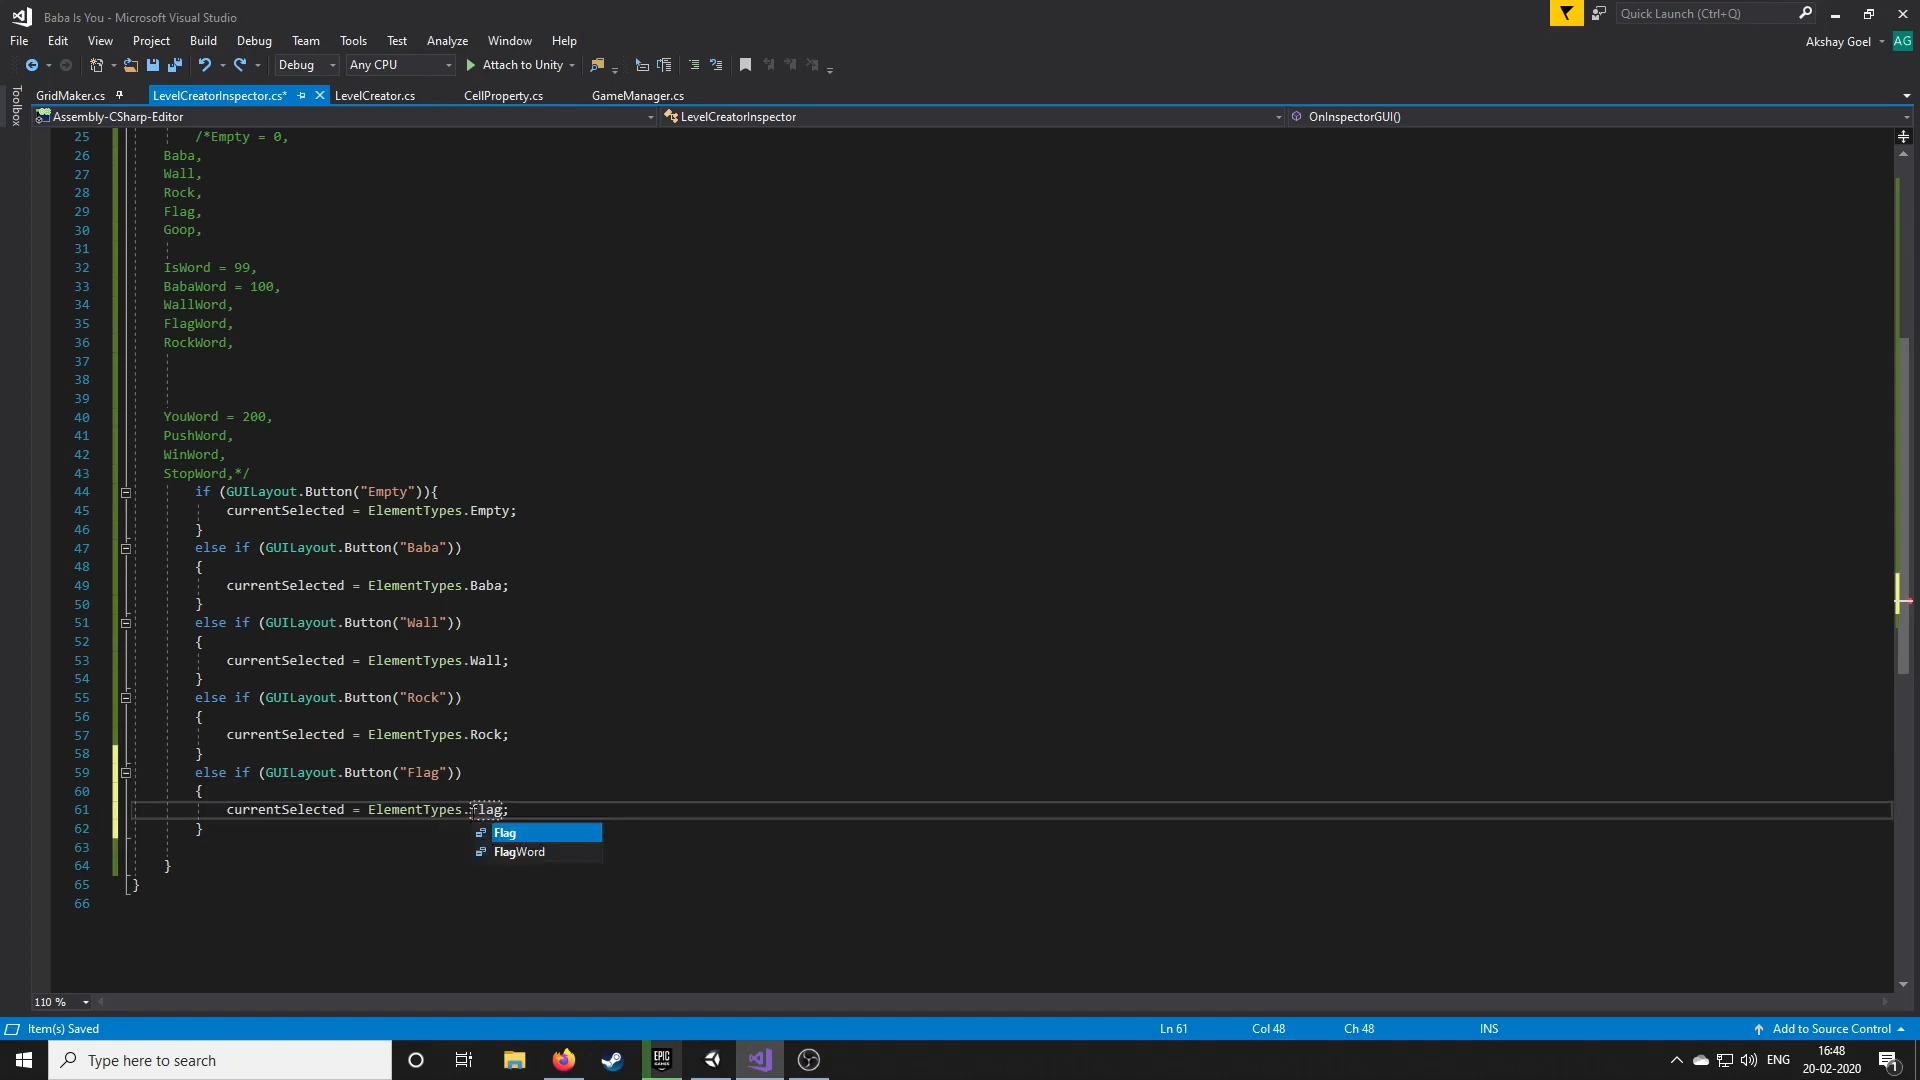 Baba Is You - Microsoft Visual Studio
Quick Launch (Ctrl+Q)
File Edit View Project Build Debug Team Tools Test Analyze Window Help
Akshay Goel AG
Debug Any CPU Attach to Unity
Toolbox
GridMaker.cs LevelCreatorInspector.cs* LevelCreator.cs CellProperty.cs GameManager.cs
Assembly-CSharp-Editor LevelCreatorInspector OnInspectorGUI()
25 /*Empty = 0,
26 Baba,
27 Wall,
28 Rock,
29 Flag,
30 Goop,
31
32 IsWord = 99,
33 BabaWord = 100,
34 WallWord,
35 FlagWord,
36 RockWord,
37
38
39
40 YouWord = 200,
41 PushWord,
42 WinWord,
43 StopWord,*/
44 if (GUILayout.Button("Empty")){
45 currentSelected = ElementTypes.Empty;
46 }
47 else if (GUILayout.Button("Baba"))
48 {
49 currentSelected = ElementTypes.Baba;
50 }
51 else if (GUILayout.Button("Wall"))
52 {
53 currentSelected = ElementTypes.Wall;
54 }
55 else if (GUILayout.Button("Rock"))
56 {
57 currentSelected = ElementTypes.Rock;
58 }
59 else if (GUILayout.Button("Flag"))
60 {
61 currentSelected = ElementTypes.flag;
62 }
Flag
63
FlagWord
64 }
65 }
66
110 %
Item(s) Saved Ln 61 Col 48 Ch 48 INS Add to Source Control
Type here to search
EPIC GAMES
ENG
16:48
20-02-2020
1